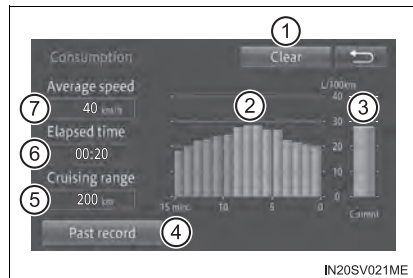 1
Consumption
Clear
L/100km
Average speed
7
40 km/h
2
3
40
30
20
10
0
Elapsed time
6
00:20
Cruising range
5
200 km
15 min.
10
5
0
Current
Past record
4
IN20SV021ME